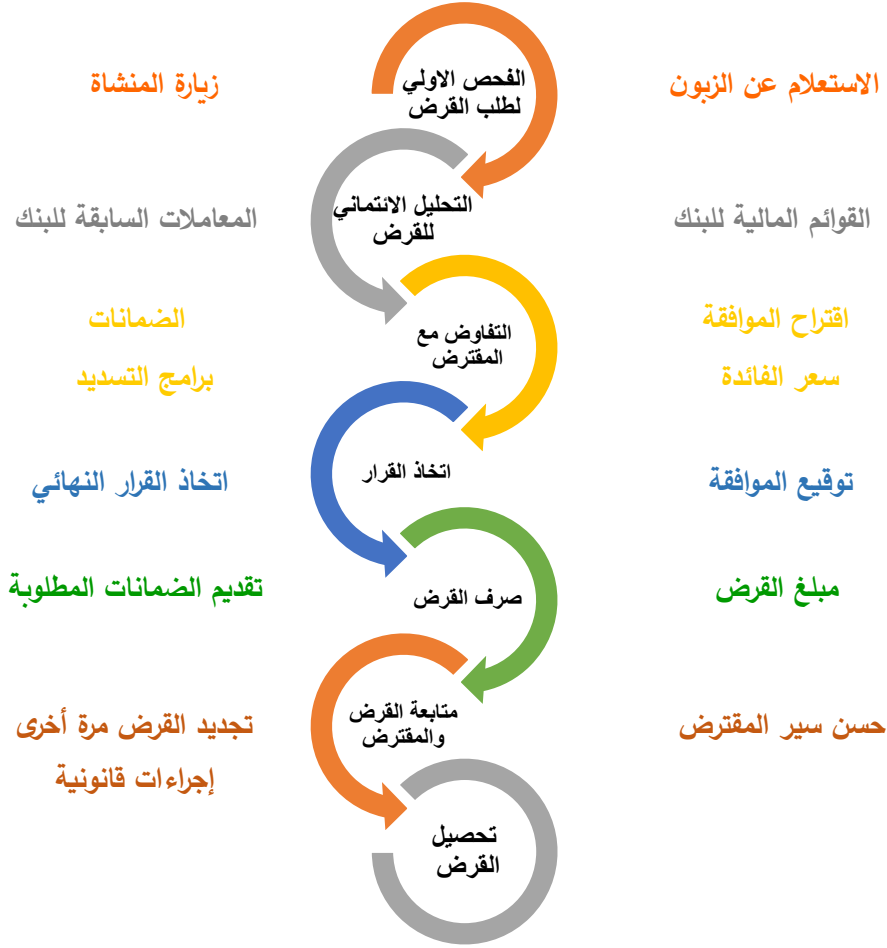 الاستعلام عن الزبون
الفحص الاولي
لطلب القرض
زيارة المنشاة
القوائم المالية للبنك
التحليل الائتماني
للقرض
المعاملات السابقة للبنك
اقتراح الموافقة
سعر الفائدة
التفاوض مع
المقترض
الضمانات
برامج التسديد
توقيع الموافقة
اتخاذ القرار
اتخاذ القرار النهائي
مبلغ القرض
صرف القرض
تقديم الضمانات المطلوبة
حسن سير المقترض
متابعة القرض
والمقترض
تجديد القرض مرة أخرى
إجراءات قانونية
تحصيل
القرض